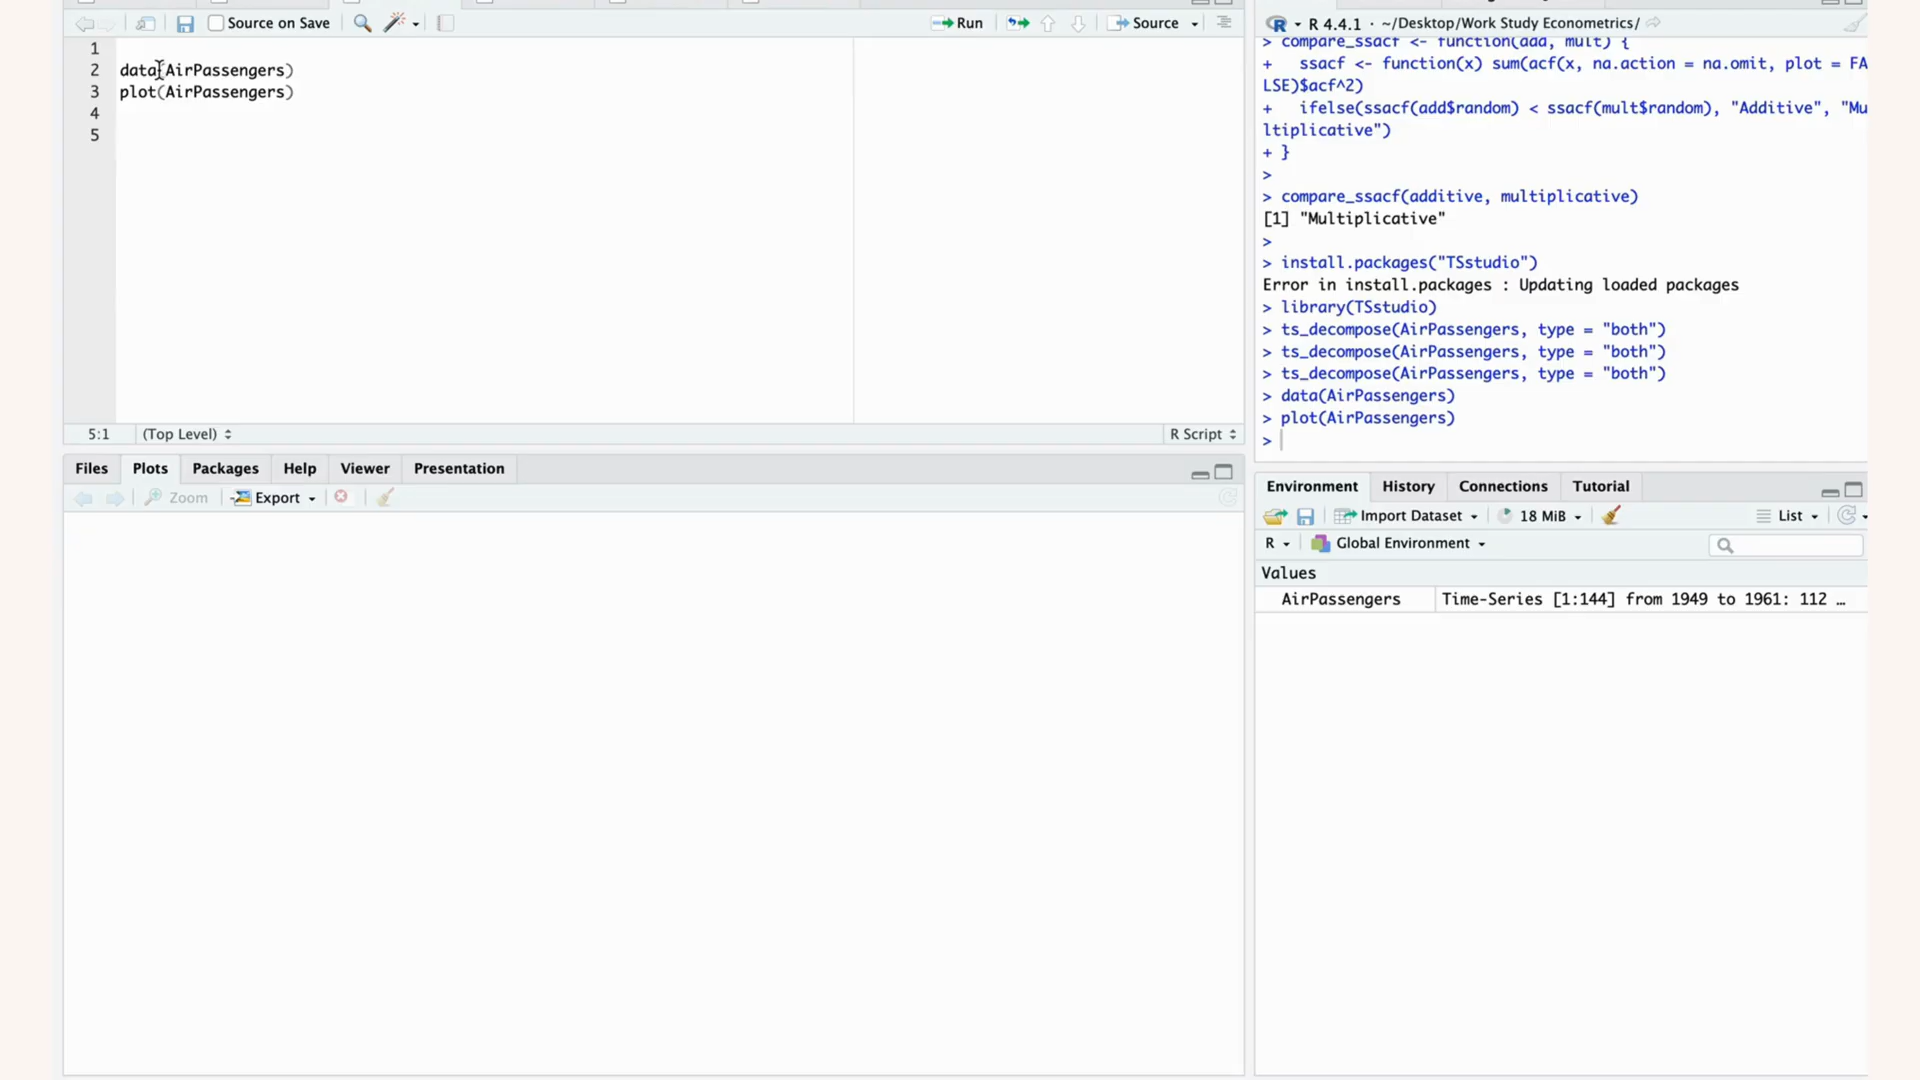 Source on Save
Run
Source
1
2 data(AirPassengers)
3 plot(AirPassengers)
4
5
5:1 (Top Level)
R Script
Files Plots Packages Help Viewer Presentation
Zoom Export
R 4.4.1 · ~/Desktop/Work Study Econometrics/
> compare_ssacf <- function(add, mult) {
+   ssacf <- function(x) sum(acf(x, na.action = na.omit, plot = FA
LSE)$acf^2)
+   ifelse(ssacf(add$random) < ssacf(mult$random), "Additive", "Mu
ltiplicative")
+ }
>
> compare_ssacf(additive, multiplicative)
[1] "Multiplicative"
>
> install.packages("TSstudio")
Error in install.packages : Updating loaded packages
> library(TSstudio)
> ts_decompose(AirPassengers, type = "both")
> ts_decompose(AirPassengers, type = "both")
> ts_decompose(AirPassengers, type = "both")
> data(AirPassengers)
> plot(AirPassengers)
>
Environment History Connections Tutorial
Import Dataset 18 MiB List
R Global Environment
Values
AirPassengers Time-Series [1:144] from 1949 to 1961: 112 …